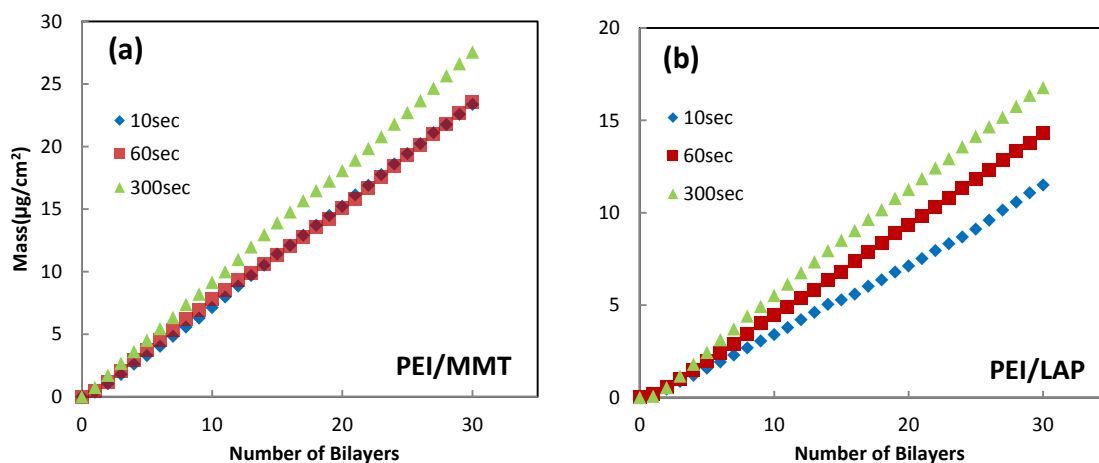 (a)
30
25
20
15
10
5
0
Mass(µg/cm²)
10sec
60sec
300sec
PEI/MMT
0 10 20 30
Number of Bilayers
(b)
20
15
10
5
0
10sec
60sec
300sec
PEI/LAP
0 10 20 30
Number of Bilayers